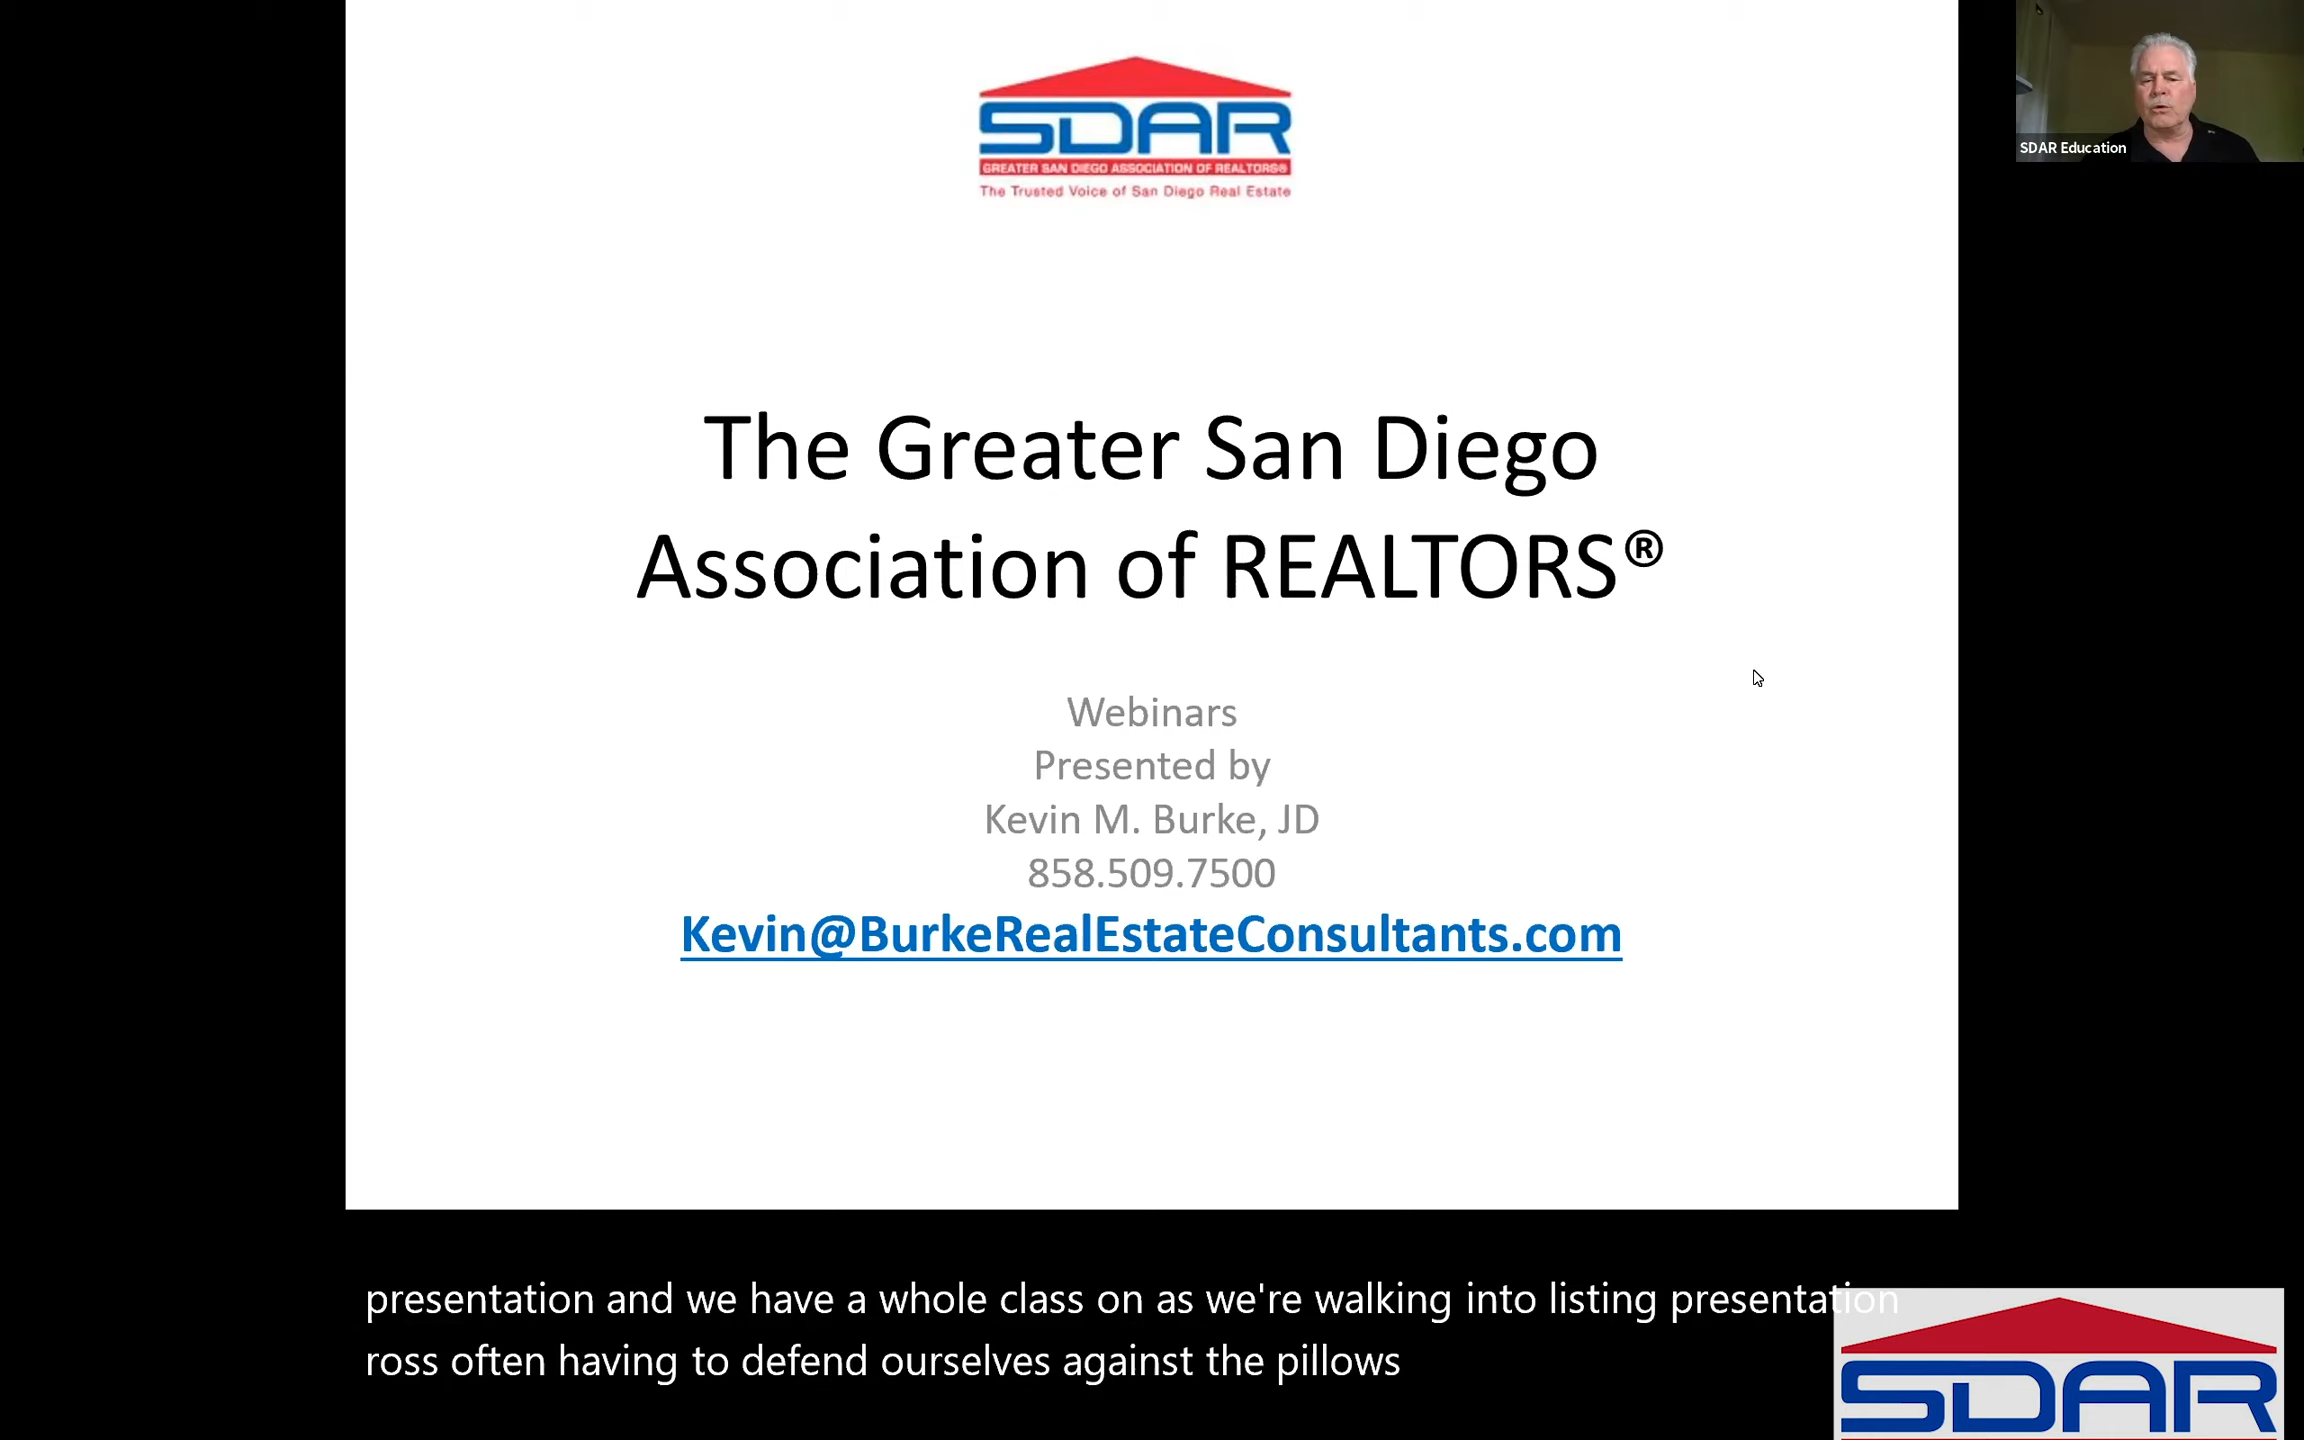 SDAR
GREATER SAN DIEGO ASSOCIATION OF REALTORS®
The Trusted Voice of San Diego Real Estate
SDAR Education
The Greater San Diego
Association of REALTORS®
Webinars
Presented by
Kevin M. Burke, JD
858.509.7500
Kevin@BurkeRealEstateConsultants.com
presentation and we have a whole class on as we're walking into listing presentation
ross often having to defend ourselves against the pillows
SDAR